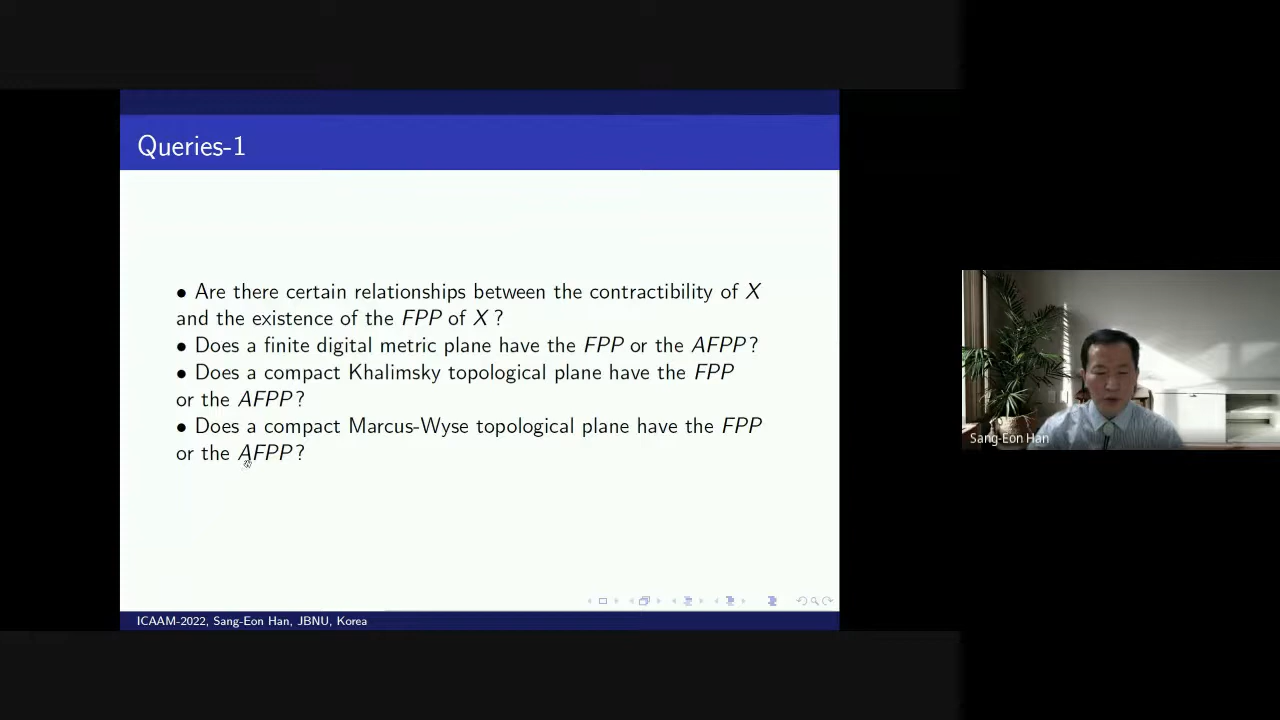 Queries-1
• Are there certain relationships between the contractibility of X
and the existence of the FPP of X ?
• Does a finite digital metric plane have the FPP or the AFPP ?
• Does a compact Khalimsky topological plane have the FPP
or the AFPP ?
• Does a compact Marcus-Wyse topological plane have the FPP
or the AFPP ?
ICAAM-2022, Sang-Eon Han, JBNU, Korea
Sang-Eon Han